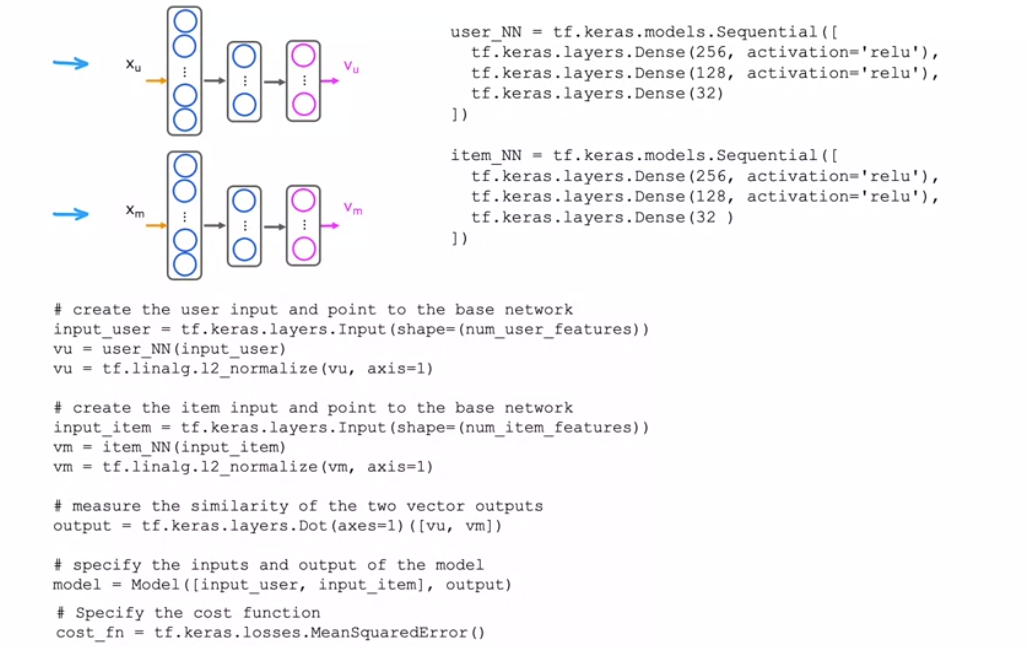 user_NN = tf.keras.models.Sequential([
tf.keras.layers.Dense(256, activation='relu'),
tf.keras.layers.Dense(128, activation='relu'),
tf.keras.layers.Dense(32)
])
xu
vu
item_NN = tf.keras.models.Sequential([
tf.keras.layers.Dense(256, activation='relu'),
tf.keras.layers.Dense(128, activation='relu'),
tf.keras.layers.Dense(32 )
])
xm
vm
# create the user input and point to the base network
input_user = tf.keras.layers.Input(shape=(num_user_features))
vu = user_NN(input_user)
vu = tf.linalg.l2_normalize(vu, axis=1)
# create the item input and point to the base network
input_item = tf.keras.layers.Input(shape=(num_item_features))
vm = item_NN(input_item)
vm = tf.linalg.l2_normalize(vm, axis=1)
# measure the similarity of the two vector outputs
output = tf.keras.layers.Dot(axes=1)([vu, vm])
# specify the inputs and output of the model
model = Model([input_user, input_item], output)
# Specify the cost function
cost_fn = tf.keras.losses.MeanSquaredError()